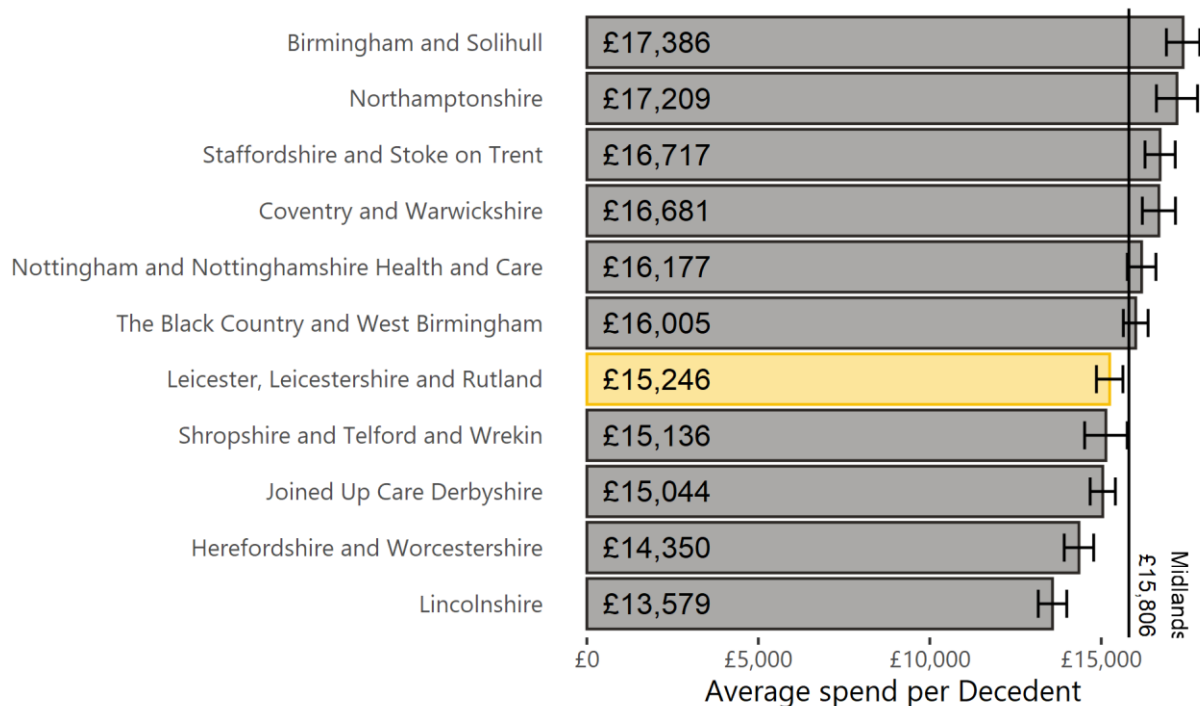 Birmingham and Solihull £17,386
Northamptonshire £17,209
Staffordshire and Stoke on Trent £16,717
Coventry and Warwickshire £16,681
Nottingham and Nottinghamshire Health and Care £16,177
The Black Country and West Birmingham £16,005
Leicester, Leicestershire and Rutland £15,246
Shropshire and Telford and Wrekin £15,136
Joined Up Care Derbyshire £15,044
Herefordshire and Worcestershire £14,350
Lincolnshire £13,579
Midlands
£15,806
£0 £5,000 £10,000 £15,000
Average spend per Decedent